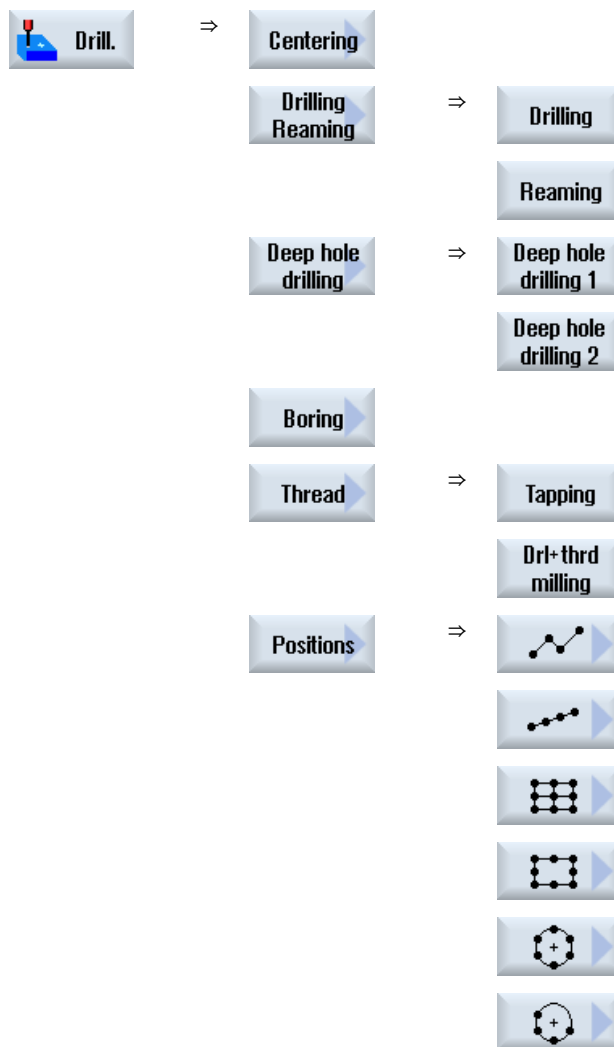 Drill.
⇒
Centering
Drilling
Reaming
⇒
Drilling
Reaming
Deep hole
drilling
⇒
Deep hole
drilling 1
Deep hole
drilling 2
Boring
Thread
⇒
Tapping
Drl+thrd
milling
Positions
⇒